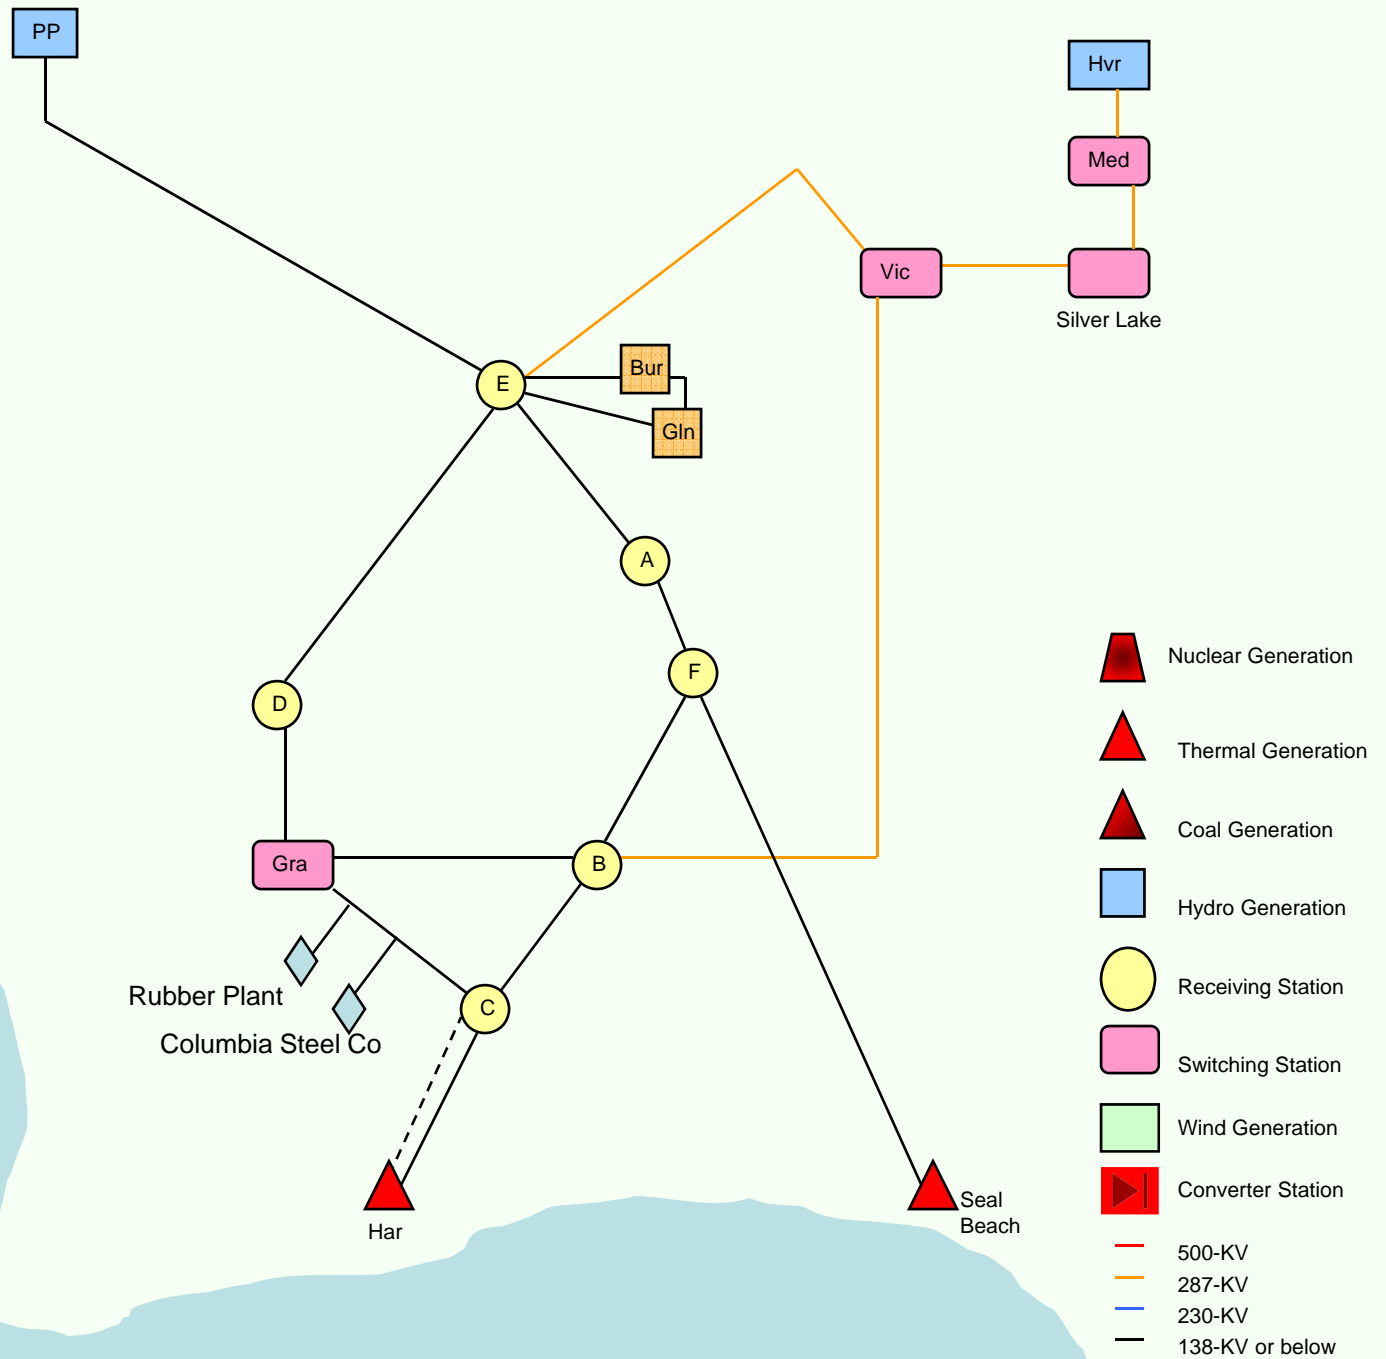 PP
Hvr
Med
Vic
Silver Lake
Bur
E
Gln
A
Nuclear Generation
F
D
Thermal Generation
Coal Generation
Gra
B
Hydro Generation
Rubber Plant
Receiving Station
C
Columbia Steel Co
Switching Station
Wind Generation
Converter Station
Seal
Beach
Har
500-KV
287-KV
230-KV
138-KV or below